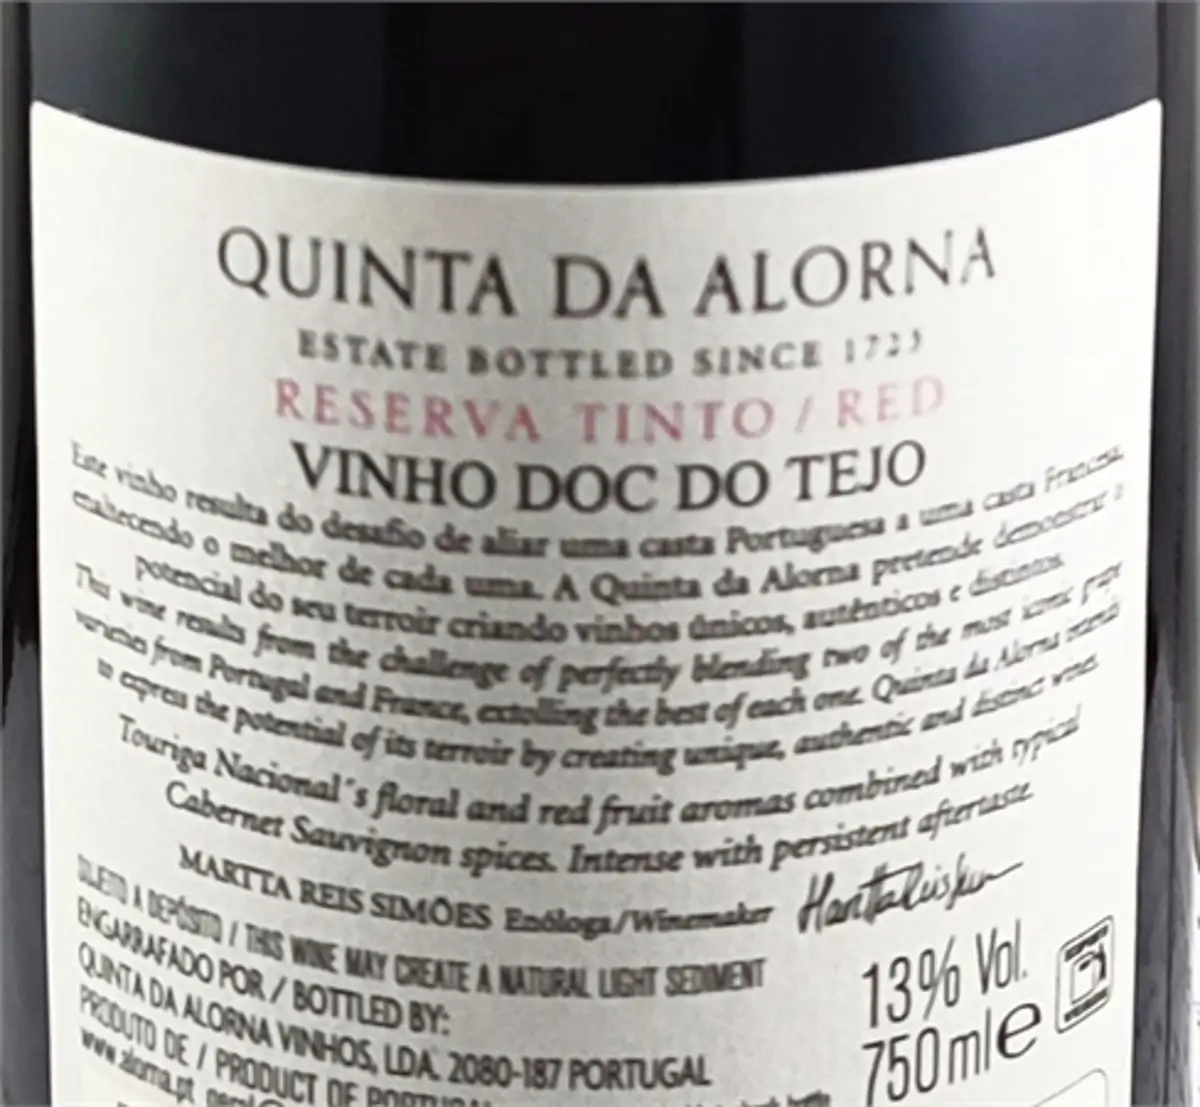 QUINTA DA ALORNA
ESTATE BOTTLED SINCE 1723
RESERVA TINTO / RED
VINHO DOC DO TEJO
Este vinho resulta do desafio de aliar uma casta Portuguesa a uma casta Francesa,
enaltecendo o melhor de cada uma. A Quinta da Alorna pretende demonstrar o
potencial do seu terroir criando vinhos únicos, autênticos e distintos.
This wine results from the challenge of perfectly blending two of the most iconic grape
varieties from Portugal and France, extolling the best of each one. Quinta da Alorna intends
to express the potential of its terroir by creating unique, authentic and distinct wines.
Touriga Nacional´s floral and red fruit aromas combined with typical
Cabernet Sauvignon spices. Intense with persistent aftertaste.
MARTTA REIS SIMÕES Enóloga/Winemaker
SUJEITO A DEPÓSITO / THIS WINE MAY CREATE A NATURAL LIGHT SEDIMENT
ENGARRAFADO POR / BOTTLED BY:
QUINTA DA ALORNA VINHOS, LDA. 2080-187 PORTUGAL
PRODUTO DE / PRODUCT OF PORTUGAL
www.alorna.pt
13% Vol.
750ml e